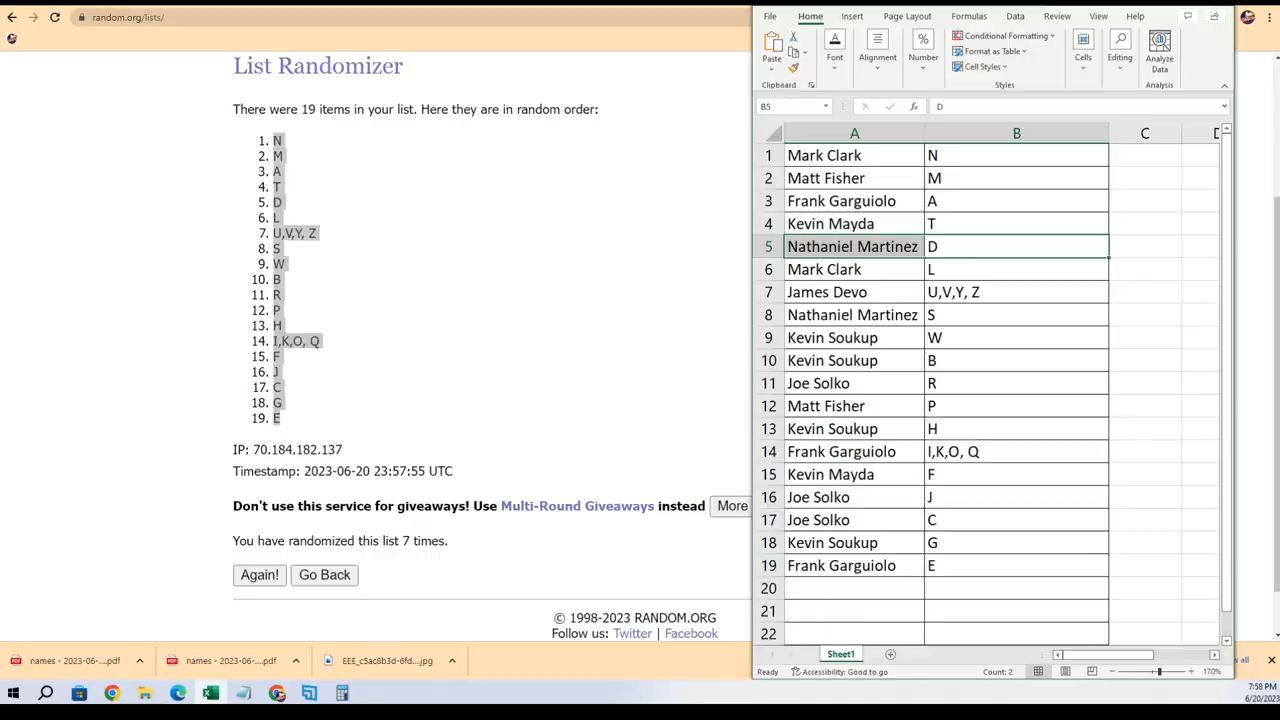 random.org/lists/
List Randomizer
There were 19 items in your list. Here they are in random order:
1. N
2. M
3. A
4. T
5. D
6. L
7. U,V,Y, Z
8. S
9. W
10. B
11. R
12. P
13. H
14. I,K,O, Q
15. F
16. J
17. C
18. G
19. E
IP: 70.184.182.137
Timestamp: 2023-06-20 23:57:55 UTC
Don't use this service for giveaways! Use Multi-Round Giveaways instead More
You have randomized this list 7 times.
Again! Go Back
© 1998-2023 RANDOM.ORG
Follow us: Twitter | Facebook
File Home Insert Page Layout Formulas Data Review View Help
Paste
Clipboard
Font
Alignment
Number
Conditional Formatting
Format as Table
Cell Styles
Styles
Cells
Editing
Analyze Data
Analysis
B5 fx D
A B C D
1 Mark Clark N
2 Matt Fisher M
3 Frank Garguiolo A
4 Kevin Mayda T
5 Nathaniel Martinez D
6 Mark Clark L
7 James Devo U,V,Y, Z
8 Nathaniel Martinez S
9 Kevin Soukup W
10 Kevin Soukup B
11 Joe Solko R
12 Matt Fisher P
13 Kevin Soukup H
14 Frank Garguiolo I,K,O, Q
15 Kevin Mayda F
16 Joe Solko J
17 Joe Solko C
18 Kevin Soukup G
19 Frank Garguiolo E
20
21
22
Sheet1
Ready Accessibility: Good to go Count: 2 170%
names - 2023-06-....pdf names - 2023-06-....pdf EEE_c5ac8b3d-6fd....jpg all
7:58 PM
6/20/2023